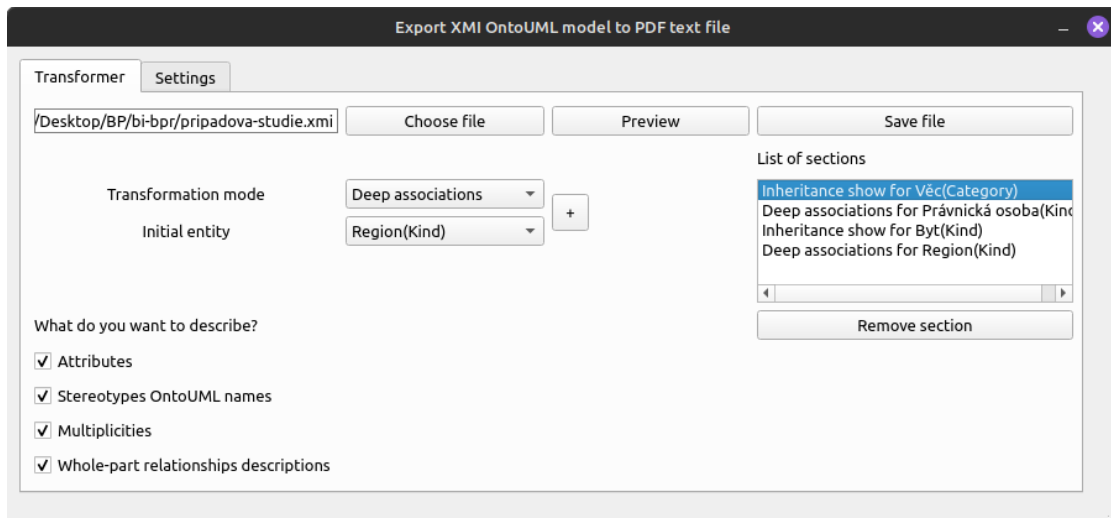 Export XMI OntoUML model to PDF text file
Transformer
Settings
/Desktop/BP/bi-bpr/pripadova-studie.xmi
Choose file
Preview
Save file
List of sections
Transformation mode
Deep associations
+
Initial entity
Region(Kind)
Inheritance show for Věc(Category)
Deep associations for Právnická osoba(Kind
Inheritance show for Byt(Kind)
Deep associations for Region(Kind)
Remove section
What do you want to describe?
Attributes
Stereotypes OntoUML names
Multiplicities
Whole-part relationships descriptions